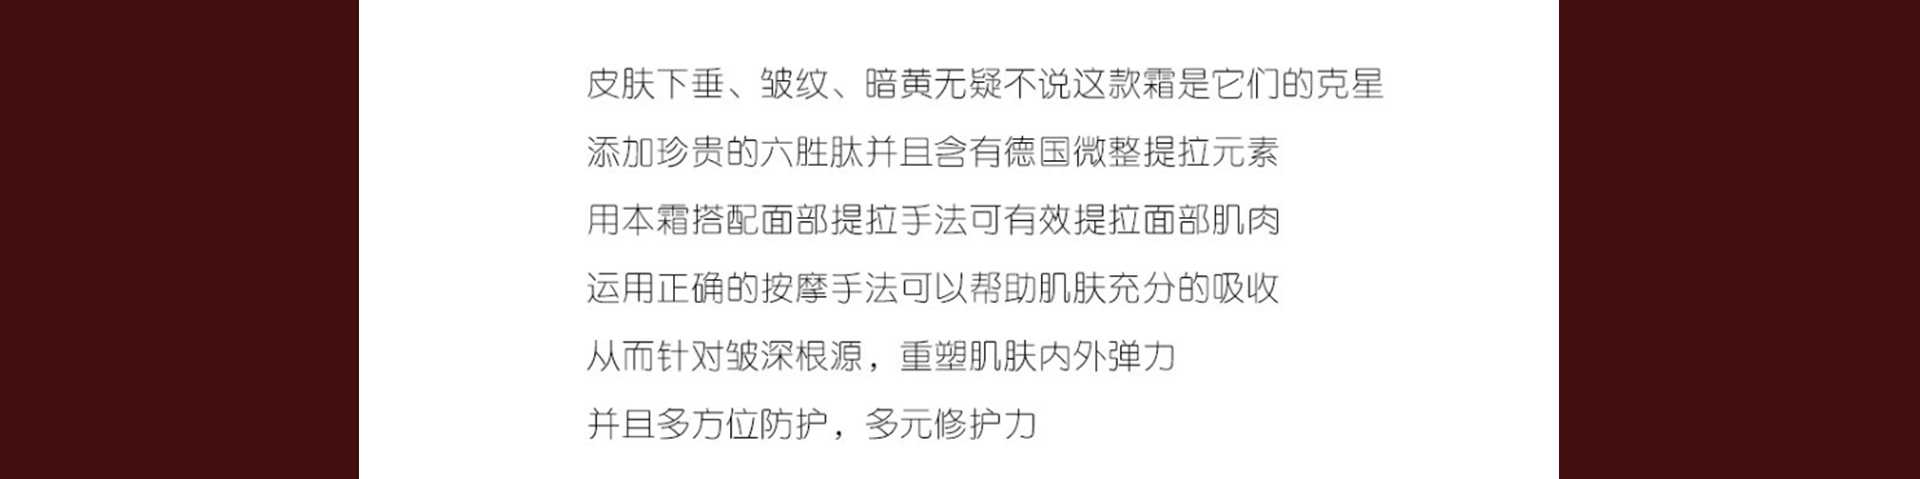 皮肤下垂、皱纹、暗黄无疑不说这款霜是它们的克星
添加珍贵的六胜肽并且含有德国微整提拉元素
用本霜搭配面部提拉手法可有效提拉面部肌肉
运用正确的按摩手法可以帮助肌肤充分的吸收
从而针对皱深根源，重塑肌肤内外弹力
并且多方位防护，多元修护力